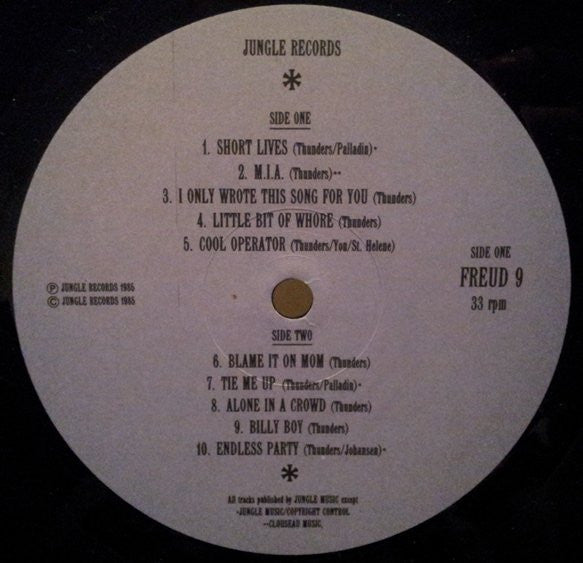 JUNGLE RECORDS
*
SIDE ONE
1. SHORT LIVES (Thunders/Palladin)*
2. M.I.A. (Thunders)**
3. I ONLY WROTE THIS SONG FOR YOU (Thunders)
4. LITTLE BIT OF WHORE (Thunders)
5. COOL OPERATOR (Thunders/Yon/St. Helene)
Ⓟ JUNGLE RECORDS 1985
© JUNGLE RECORDS 1985
SIDE ONE
FREUD 9
33 rpm
SIDE TWO
6. BLAME IT ON MOM (Thunders)
7. TIE ME UP (Thunders/Palladin)*
8. ALONE IN A CROWD (Thunders)
9. BILLY BOY (Thunders)
10. ENDLESS PARTY (Thunders/Johansen)*
*
All tracks published by JUNGLE MUSIC except
*JUNGLE MUSIC/COPYRIGHT CONTROL
**CLOUSEAU MUSIC.